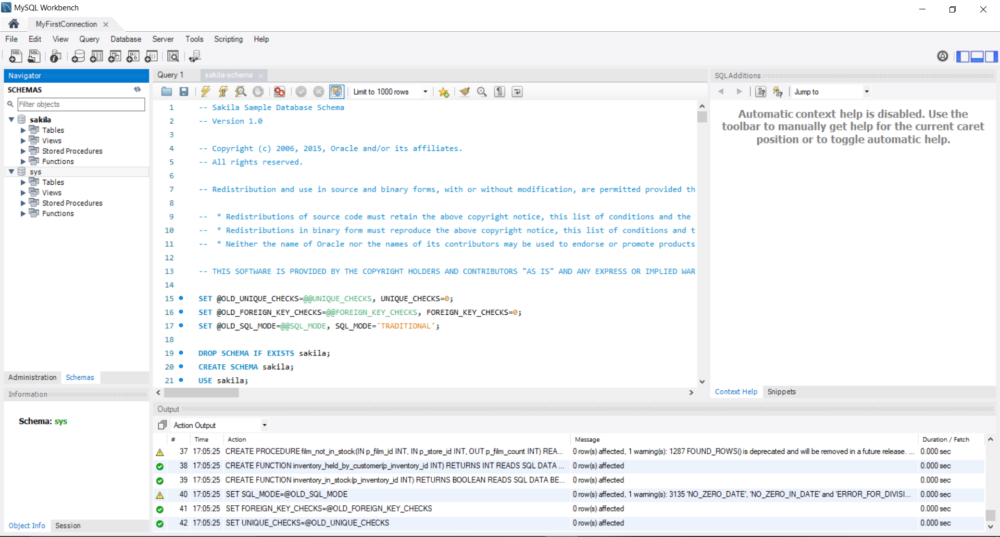 MySQL Workbench
MyFirstConnection
File Edit View Query Database Server Tools Scripting Help
Navigator
SCHEMAS
Filter objects
sakila
Tables
Views
Stored Procedures
Functions
sys
Tables
Views
Stored Procedures
Functions
Administration Schemas
Information
Schema: sys
Object Info Session
Query 1 sakila-schema
Limit to 1000 rows
1 -- Sakila Sample Database Schema
2 -- Version 1.0
3
4 -- Copyright (c) 2006, 2015, Oracle and/or its affiliates.
5 -- All rights reserved.
6
7 -- Redistribution and use in source and binary forms, with or without modification, are permitted provided th
8
9 --  * Redistributions of source code must retain the above copyright notice, this list of conditions and the
10 --  * Redistributions in binary form must reproduce the above copyright notice, this list of conditions and t
11 --  * Neither the name of Oracle nor the names of its contributors may be used to endorse or promote products
12
13 -- THIS SOFTWARE IS PROVIDED BY THE COPYRIGHT HOLDERS AND CONTRIBUTORS "AS IS" AND ANY EXPRESS OR IMPLIED WAR
14
15 SET @OLD_UNIQUE_CHECKS=@@UNIQUE_CHECKS, UNIQUE_CHECKS=0;
16 SET @OLD_FOREIGN_KEY_CHECKS=@@FOREIGN_KEY_CHECKS, FOREIGN_KEY_CHECKS=0;
17 SET @OLD_SQL_MODE=@@SQL_MODE, SQL_MODE='TRADITIONAL';
18
19 DROP SCHEMA IF EXISTS sakila;
20 CREATE SCHEMA sakila;
21 USE sakila;
SQLAdditions
Jump to
Automatic context help is disabled. Use the
toolbar to manually get help for the current caret
position or to toggle automatic help.
Context Help Snippets
Output
Action Output
# Time Action Message Duration / Fetch
37 17:05:25 CREATE PROCEDURE film_not_in_stock(IN p_film_id INT, IN p_store_id INT, OUT p_film_count INT) REA... 0 row(s) affected, 1 warning(s): 1287 FOUND_ROWS() is deprecated and will be removed in a future release. ... 0.000 sec
38 17:05:25 CREATE FUNCTION inventory_held_by_customer(p_inventory_id INT) RETURNS INT READS SQL DATA ... 0 row(s) affected 0.000 sec
39 17:05:25 CREATE FUNCTION inventory_in_stock(p_inventory_id INT) RETURNS BOOLEAN READS SQL DATA BE... 0 row(s) affected 0.000 sec
40 17:05:25 SET SQL_MODE=@OLD_SQL_MODE 0 row(s) affected, 1 warning(s): 3135 'NO_ZERO_DATE', 'NO_ZERO_IN_DATE' and 'ERROR_FOR_DIVISI... 0.000 sec
41 17:05:25 SET FOREIGN_KEY_CHECKS=@OLD_FOREIGN_KEY_CHECKS 0 row(s) affected 0.000 sec
42 17:05:25 SET UNIQUE_CHECKS=@OLD_UNIQUE_CHECKS 0 row(s) affected 0.000 sec